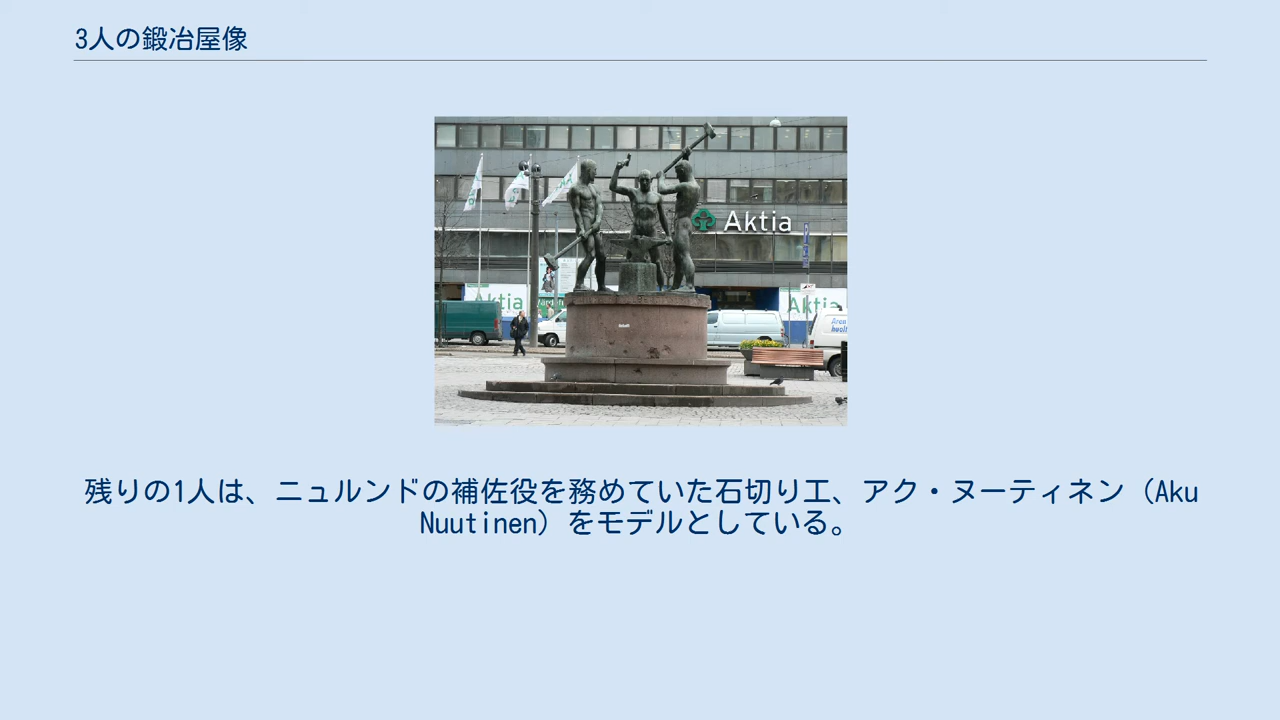 3人の鍛冶屋像
Aktia
Aktia
Aktia
残りの1人は、ニュルンドの補佐役を務めていた石切り工、アク・ヌーティネン（Aku
Nuutinen）をモデルとしている。